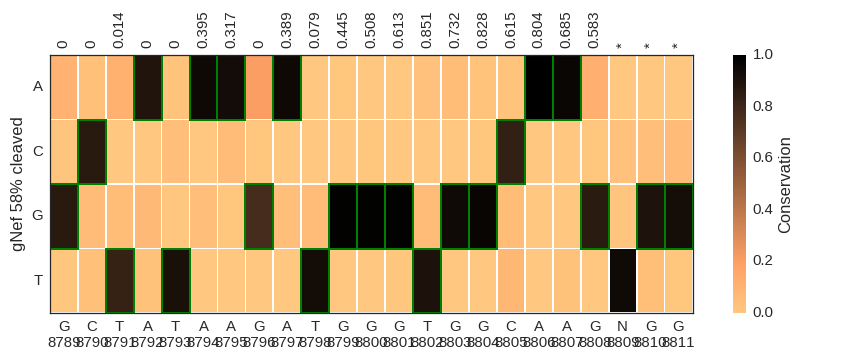 0 0 0.014 0 0 0.395 0.317 0 0.389 0.079 0.445 0.508 0.613 0.851 0.732 0.828 0.615 0.804 0.685 0.583 * * *
gNef 58% cleaved
A
C
G
T
G C T A T A A G A T G G G T G G C A A G N G G
8789 8790 8791 8792 8793 8794 8795 8796 8797 8798 8799 8800 8801 8802 8803 8804 8805 8806 8807 8808 8809 8810 8811
1.0
0.8
0.6
0.4
0.2
0.0
Conservation